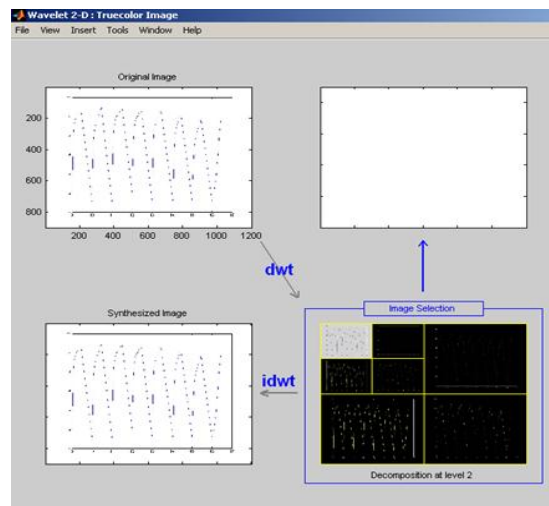 Wavelet 2-D : Truecolor Image
File View Insert Tools Window Help
Original Image
200
400
600
800
200 400 600 800 1000 1200
dwt
Synthesized Image
idwt
Image Selection
Decomposition at level 2